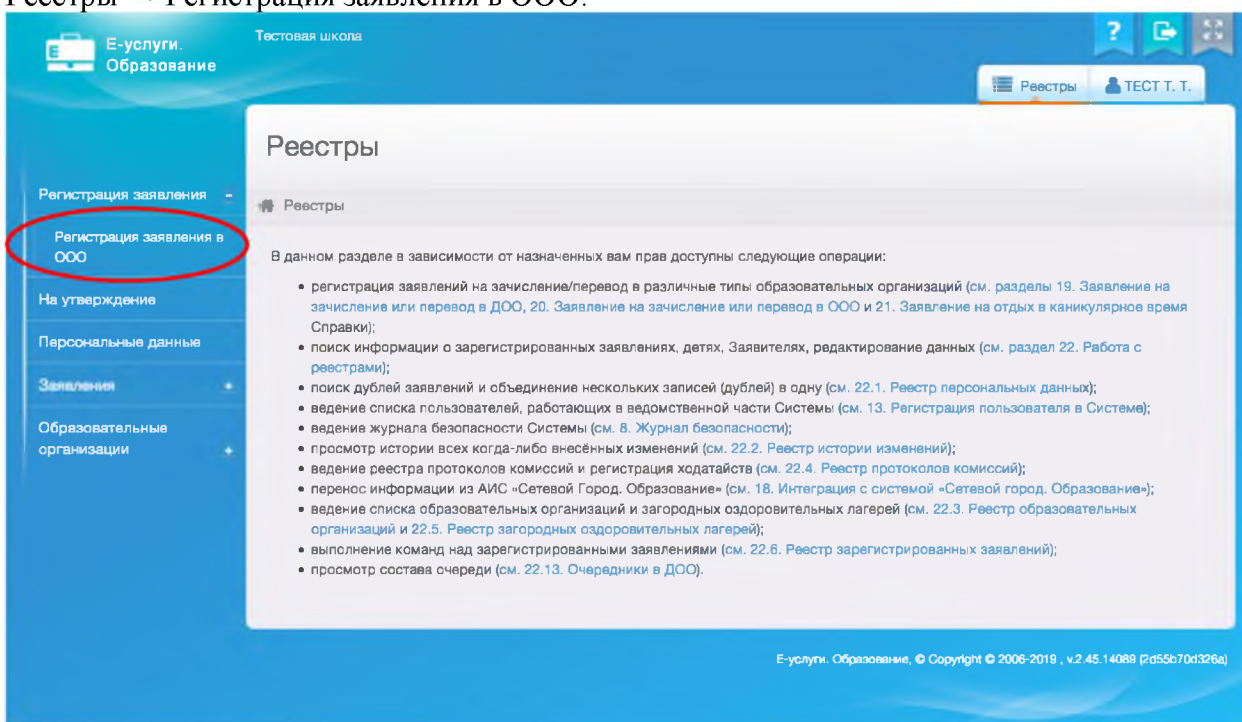 Реестры → Регистрация заявления в ООО.
Е-услуги.
Образование
Тестовая школа
?
Реестры
ТЕСТ Т. Т.
Реестры
Регистрация заявления -
Регистрация заявления в
ООО
На утверждение
Персональные данные
Заявления +
Образовательные
организации +
Реестры
В данном разделе в зависимости от назначенных вам прав доступны следующие операции:
• регистрация заявлений на зачисление/перевод в различные типы образовательных организаций (см. разделы 19. Заявление на
зачисление или перевод в ДОО, 20. Заявление на зачисление или перевод в ООО и 21. Заявление на отдых в каникулярное время
Справки);
• поиск информации о зарегистрированных заявлениях, детях, Заявителях, редактирование данных (см. раздел 22. Работа с
реестрами);
• поиск дублей заявлений и объединение нескольких записей (дублей) в одну (см. 22.1. Реестр персональных данных);
• ведение списка пользователей, работающих в ведомственной части Системы (см. 13. Регистрация пользователя в Системе);
• ведение журнала безопасности Системы (см. 8. Журнал безопасности);
• просмотр истории всех когда-либо внесённых изменений (см. 22.2. Реестр истории изменений);
• ведение реестра протоколов комиссий и регистрация ходатайств (см. 22.4. Реестр протоколов комиссий);
• перенос информации из АИС «Сетевой Город. Образование» (см. 18. Интеграция с системой «Сетевой город. Образование»);
• ведение списка образовательных организаций и загородных оздоровительных лагерей (см. 22.3. Реестр образовательных
организаций и 22.5. Реестр загородных оздоровительных лагерей);
• выполнение команд над зарегистрированными заявлениями (см. 22.6. Реестр зарегистрированных заявлений);
• просмотр состава очереди (см. 22.13. Очередники в ДОО).
Е-услуги. Образование, © Copyright © 2006-2019 , v.2.45.14089 (2d55b70d326a)